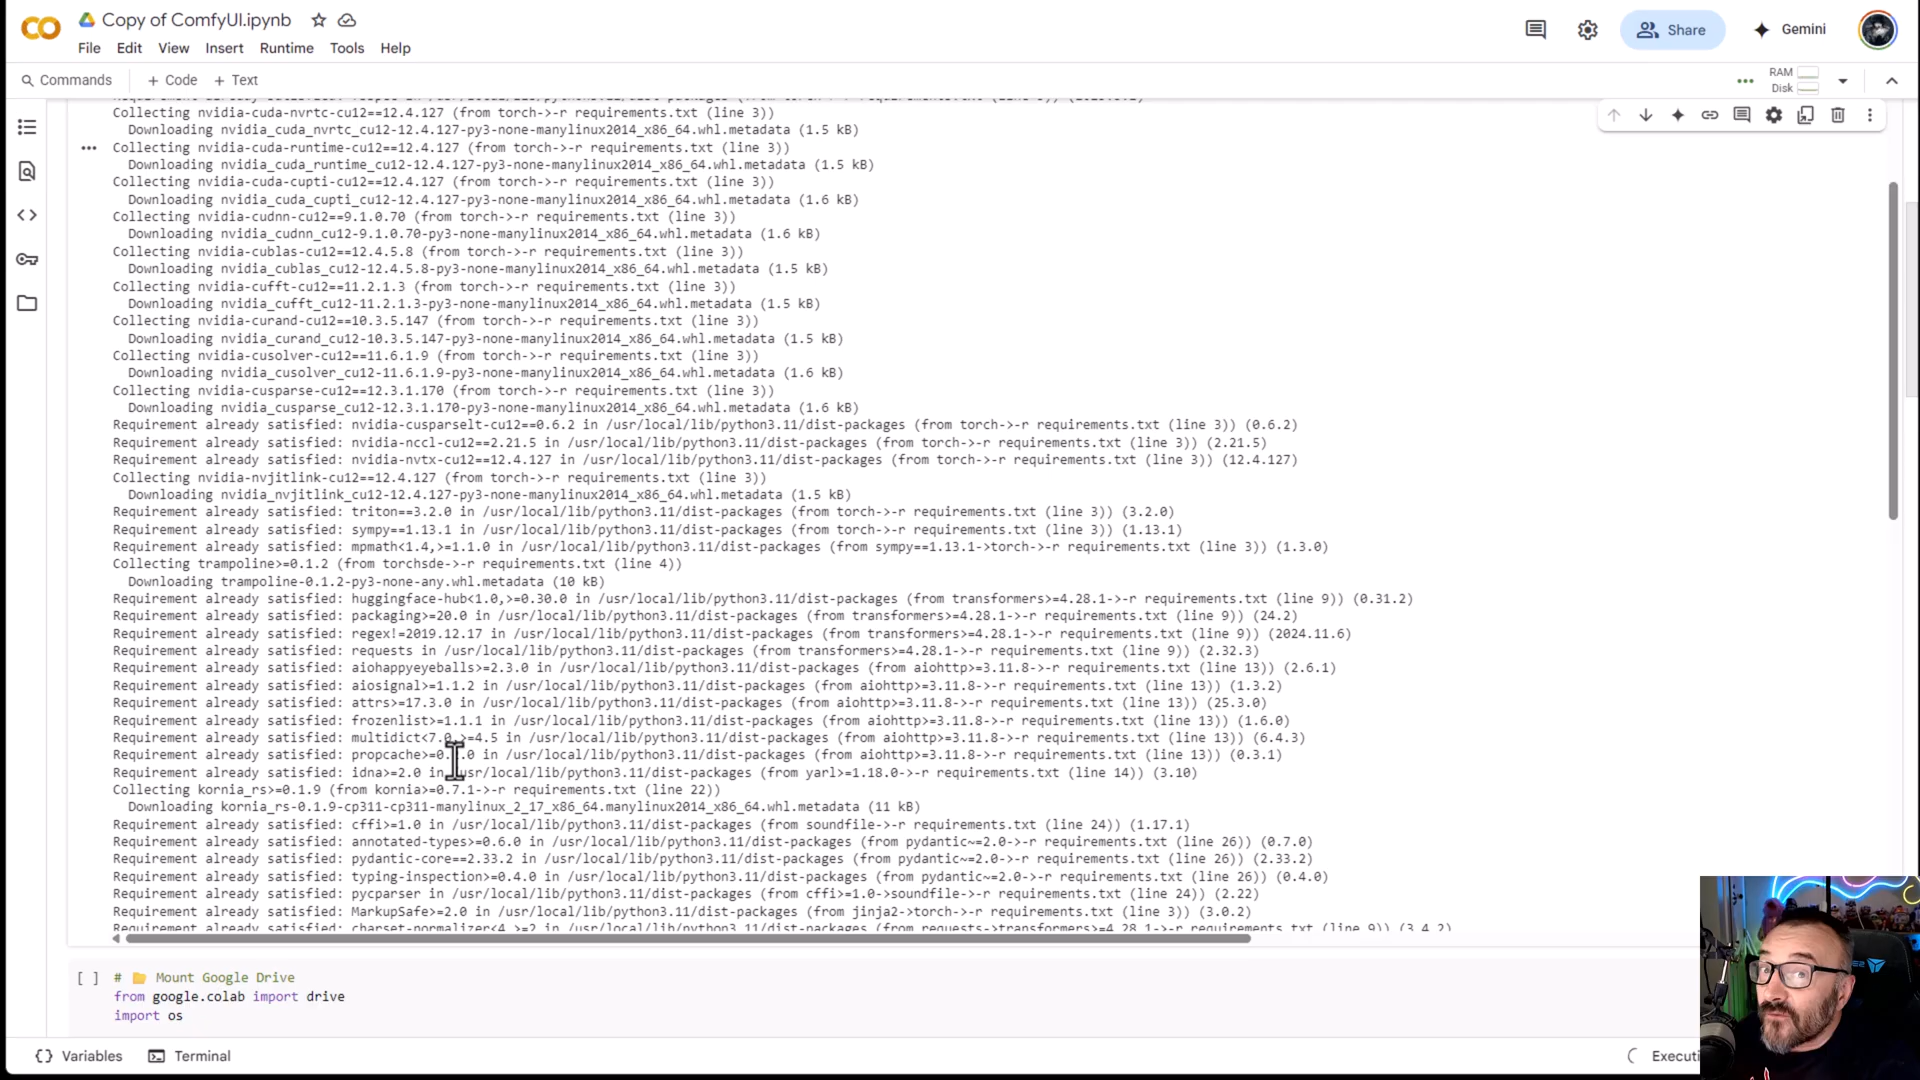 Copy of ComfyUI.ipynb
File Edit View Insert Runtime Tools Help
Share
Gemini
Commands + Code + Text
RAM
Disk
Collecting nvidia-cuda-nvrtc-cu12==12.4.127 (from torch->-r requirements.txt (line 3))
Downloading nvidia_cuda_nvrtc_cu12-12.4.127-py3-none-manylinux2014_x86_64.whl.metadata (1.5 kB)
Collecting nvidia-cuda-runtime-cu12==12.4.127 (from torch->-r requirements.txt (line 3))
Downloading nvidia_cuda_runtime_cu12-12.4.127-py3-none-manylinux2014_x86_64.whl.metadata (1.5 kB)
Collecting nvidia-cuda-cupti-cu12==12.4.127 (from torch->-r requirements.txt (line 3))
Downloading nvidia_cuda_cupti_cu12-12.4.127-py3-none-manylinux2014_x86_64.whl.metadata (1.6 kB)
Collecting nvidia-cudnn-cu12==9.1.0.70 (from torch->-r requirements.txt (line 3))
Downloading nvidia_cudnn_cu12-9.1.0.70-py3-none-manylinux2014_x86_64.whl.metadata (1.6 kB)
Collecting nvidia-cublas-cu12==12.4.5.8 (from torch->-r requirements.txt (line 3))
Downloading nvidia_cublas_cu12-12.4.5.8-py3-none-manylinux2014_x86_64.whl.metadata (1.5 kB)
Collecting nvidia-cufft-cu12==11.2.1.3 (from torch->-r requirements.txt (line 3))
Downloading nvidia_cufft_cu12-11.2.1.3-py3-none-manylinux2014_x86_64.whl.metadata (1.5 kB)
Collecting nvidia-curand-cu12==10.3.5.147 (from torch->-r requirements.txt (line 3))
Downloading nvidia_curand_cu12-10.3.5.147-py3-none-manylinux2014_x86_64.whl.metadata (1.5 kB)
Collecting nvidia-cusolver-cu12==11.6.1.9 (from torch->-r requirements.txt (line 3))
Downloading nvidia_cusolver_cu12-11.6.1.9-py3-none-manylinux2014_x86_64.whl.metadata (1.6 kB)
Collecting nvidia-cusparse-cu12==12.3.1.170 (from torch->-r requirements.txt (line 3))
Downloading nvidia_cusparse_cu12-12.3.1.170-py3-none-manylinux2014_x86_64.whl.metadata (1.6 kB)
Requirement already satisfied: nvidia-cusparselt-cu12==0.6.2 in /usr/local/lib/python3.11/dist-packages (from torch->-r requirements.txt (line 3)) (0.6.2)
Requirement already satisfied: nvidia-nccl-cu12==2.21.5 in /usr/local/lib/python3.11/dist-packages (from torch->-r requirements.txt (line 3)) (2.21.5)
Requirement already satisfied: nvidia-nvtx-cu12==12.4.127 in /usr/local/lib/python3.11/dist-packages (from torch->-r requirements.txt (line 3)) (12.4.127)
Collecting nvidia-nvjitlink-cu12==12.4.127 (from torch->-r requirements.txt (line 3))
Downloading nvidia_nvjitlink_cu12-12.4.127-py3-none-manylinux2014_x86_64.whl.metadata (1.5 kB)
Requirement already satisfied: triton==3.2.0 in /usr/local/lib/python3.11/dist-packages (from torch->-r requirements.txt (line 3)) (3.2.0)
Requirement already satisfied: sympy==1.13.1 in /usr/local/lib/python3.11/dist-packages (from torch->-r requirements.txt (line 3)) (1.13.1)
Requirement already satisfied: mpmath<1.4,>=1.1.0 in /usr/local/lib/python3.11/dist-packages (from sympy==1.13.1->torch->-r requirements.txt (line 3)) (1.3.0)
Collecting trampoline>=0.1.2 (from torchsde->-r requirements.txt (line 4))
Downloading trampoline-0.1.2-py3-none-any.whl.metadata (10 kB)
Requirement already satisfied: huggingface-hub<1.0,>=0.30.0 in /usr/local/lib/python3.11/dist-packages (from transformers>=4.28.1->-r requirements.txt (line 9)) (0.31.2)
Requirement already satisfied: packaging>=20.0 in /usr/local/lib/python3.11/dist-packages (from transformers>=4.28.1->-r requirements.txt (line 9)) (24.2)
Requirement already satisfied: regex!=2019.12.17 in /usr/local/lib/python3.11/dist-packages (from transformers>=4.28.1->-r requirements.txt (line 9)) (2024.11.6)
Requirement already satisfied: requests in /usr/local/lib/python3.11/dist-packages (from transformers>=4.28.1->-r requirements.txt (line 9)) (2.32.3)
Requirement already satisfied: aiohappyeyeballs>=2.3.0 in /usr/local/lib/python3.11/dist-packages (from aiohttp>=3.11.8->-r requirements.txt (line 13)) (2.6.1)
Requirement already satisfied: aiosignal>=1.1.2 in /usr/local/lib/python3.11/dist-packages (from aiohttp>=3.11.8->-r requirements.txt (line 13)) (1.3.2)
Requirement already satisfied: attrs>=17.3.0 in /usr/local/lib/python3.11/dist-packages (from aiohttp>=3.11.8->-r requirements.txt (line 13)) (25.3.0)
Requirement already satisfied: frozenlist>=1.1.1 in /usr/local/lib/python3.11/dist-packages (from aiohttp>=3.11.8->-r requirements.txt (line 13)) (1.6.0)
Requirement already satisfied: multidict<7.0,>=4.5 in /usr/local/lib/python3.11/dist-packages (from aiohttp>=3.11.8->-r requirements.txt (line 13)) (6.4.3)
Requirement already satisfied: in /usr/local/lib/python3.11/dist-packages (from aiohttp>=3.11.8->-r requirements.txt (line 13)) (0.3.1)
Requirement already satisfied: idna>=2.0 in /usr/local/lib/python3.11/dist-packages (from yarl>=1.18.0->-r requirements.txt (line 14)) (3.10)
Collecting kornia_rs>=0.1.9 (from kornia>=0.7.1->-r requirements.txt (line 22))
Downloading kornia_rs-0.1.9-cp311-cp311-manylinux_2_17_x86_64.manylinux2014_x86_64.whl.metadata (11 kB)
Requirement already satisfied: cffi>=1.0 in /usr/local/lib/python3.11/dist-packages (from soundfile->-r requirements.txt (line 24)) (1.17.1)
Requirement already satisfied: annotated-types>=0.6.0 in /usr/local/lib/python3.11/dist-packages (from pydantic~=2.0->-r requirements.txt (line 26)) (0.7.0)
Requirement already satisfied: pydantic-core==2.33.2 in /usr/local/lib/python3.11/dist-packages (from pydantic~=2.0->-r requirements.txt (line 26)) (2.33.2)
Requirement already satisfied: typing-inspection>=0.4.0 in /usr/local/lib/python3.11/dist-packages (from pydantic~=2.0->-r requirements.txt (line 26)) (0.4.0)
Requirement already satisfied: pycparser in /usr/local/lib/python3.11/dist-packages (from cffi>=1.0->soundfile->-r requirements.txt (line 24)) (2.22)
Requirement already satisfied: MarkupSafe>=2.0 in /usr/local/lib/python3.11/dist-packages (from jinja2->torch->-r requirements.txt (line 3)) (3.0.2)
Requirement already satisfied: charset-normalizer<4,>=2 in /usr/local/lib/python3.11/dist-packages (from requests->transformers>=4.28.1->-r requirements.txt (line 9)) (3.4.2)
[ ] # Mount Google Drive
from google.colab import drive
import os
{} Variables Terminal
Executi